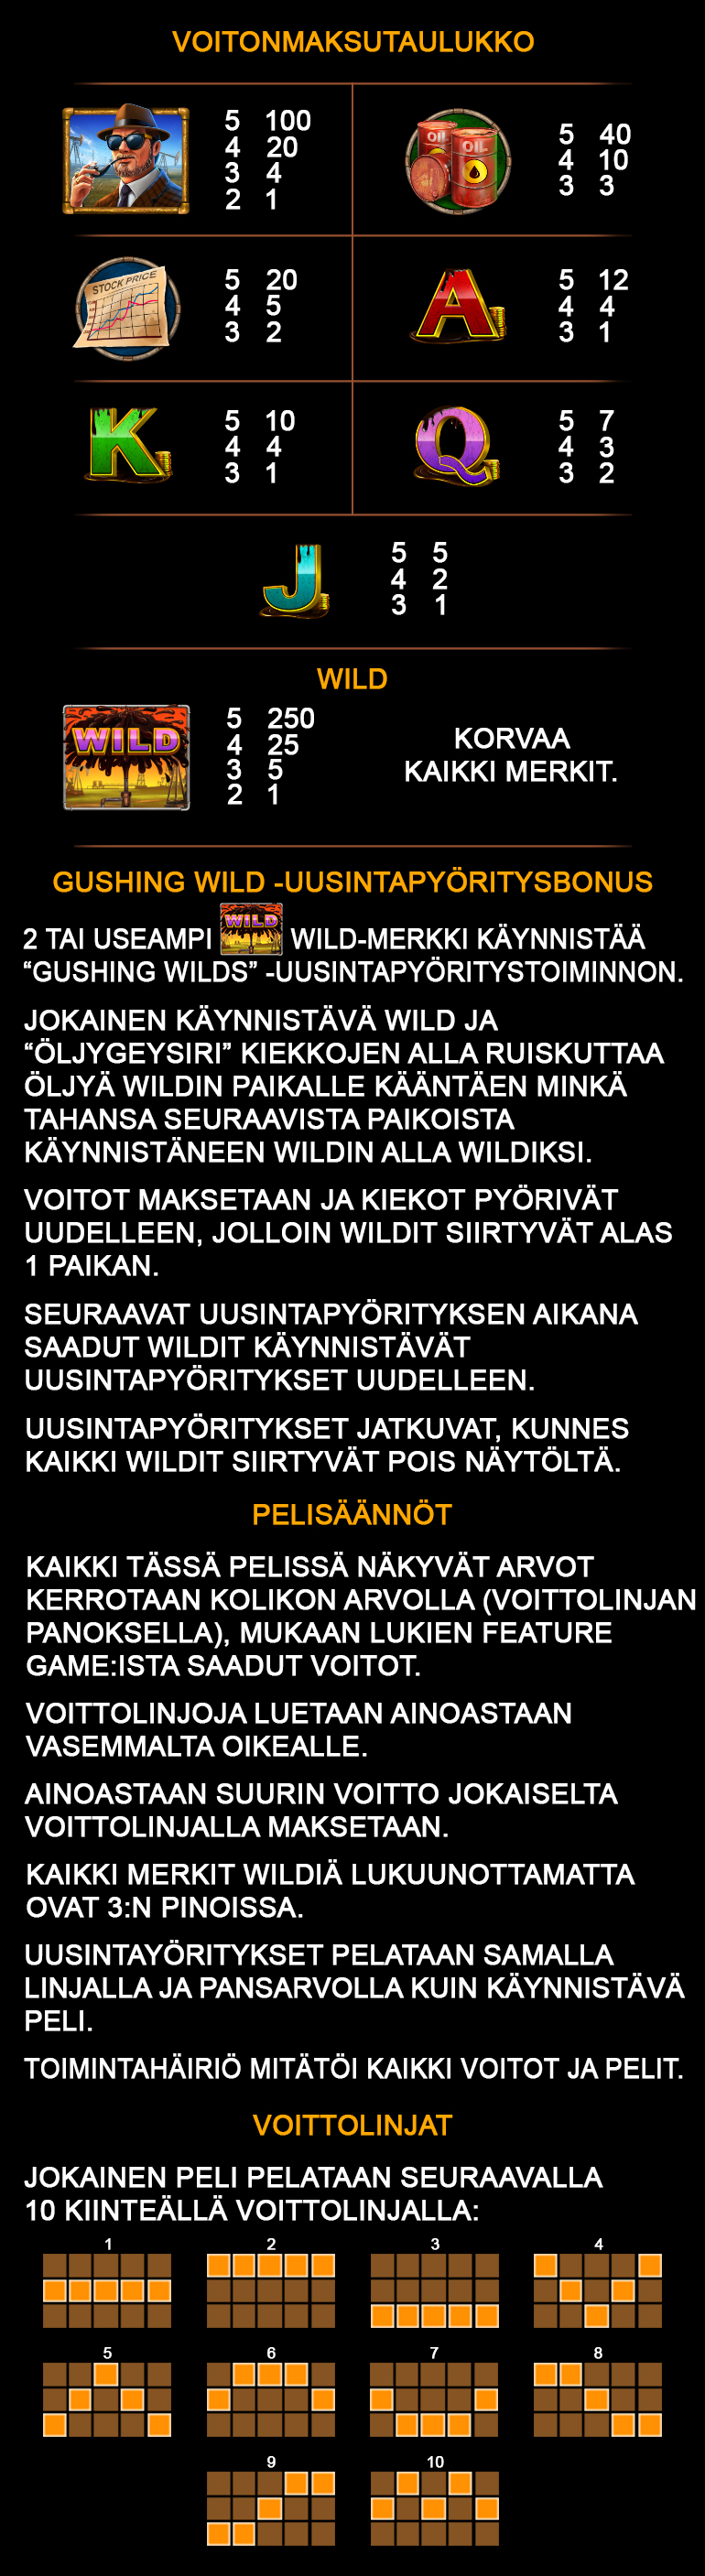 VOITONMAKSUTAULUKKO
5 100
4 20
3 4
2 1
OIL
OIL
5 40
4 10
3 3
STOCK PRICE
5 20
4 5
3 2
A
5 12
4 4
3 1
K
5 10
4 4
3 1
Q
5 7
4 3
3 2
J
5 5
4 2
3 1
WILD
WILD
5 250
4 25
3 5
2 1
KORVAA
KAIKKI MERKIT.
GUSHING WILD -UUSINTAPYÖRITYSBONUS
2 TAI USEAMPI WILD WILD-MERKKI KÄYNNISTÄÄ
“GUSHING WILDS” -UUSINTAPYÖRITYSTOIMINNON.
JOKAINEN KÄYNNISTÄVÄ WILD JA
“ÖLJYGEYSIRI” KIEKKOJEN ALLA RUISKUTTAA
ÖLJYÄ WILDIN PAIKALLE KÄÄNTÄEN MINKÄ
TAHANSA SEURAAVISTA PAIKOISTA
KÄYNNISTÄNEEN WILDIN ALLA WILDIKSI.
VOITOT MAKSETAAN JA KIEKOT PYÖRIVÄT
UUDELLEEN, JOLLOIN WILDIT SIIRTYVÄT ALAS
1 PAIKAN.
SEURAAVAT UUSINTAPYÖRITYKSEN AIKANA
SAADUT WILDIT KÄYNNISTÄVÄT
UUSINTAPYÖRITYKSET UUDELLEEN.
UUSINTAPYÖRITYKSET JATKUVAT, KUNNES
KAIKKI WILDIT SIIRTYVÄT POIS NÄYTÖLTÄ.
PELISÄÄNNÖT
KAIKKI TÄSSÄ PELISSÄ NÄKYVÄT ARVOT
KERROTAAN KOLIKON ARVOLLA (VOITTOLINJAN
PANOKSELLA), MUKAAN LUKIEN FEATURE
GAME:ISTA SAADUT VOITOT.
VOITTOLINJOJA LUETAAN AINOASTAAN
VASEMMALTA OIKEALLE.
AINOASTAAN SUURIN VOITTO JOKAISELTA
VOITTOLINJALLA MAKSETAAN.
KAIKKI MERKIT WILDIÄ LUKUUNOTTAMATTA
OVAT 3:N PINOISSA.
UUSINTAYÖRITYKSET PELATAAN SAMALLA
LINJALLA JA PANSARVOLLA KUIN KÄYNNISTÄVÄ
PELI.
TOIMINTAHÄIRIÖ MITÄTÖI KAIKKI VOITOT JA PELIT.
VOITTOLINJAT
JOKAINEN PELI PELATAAN SEURAAVALLA
10 KIINTEÄLLÄ VOITTOLINJALLA:
1 2 3 4
5 6 7 8
9 10